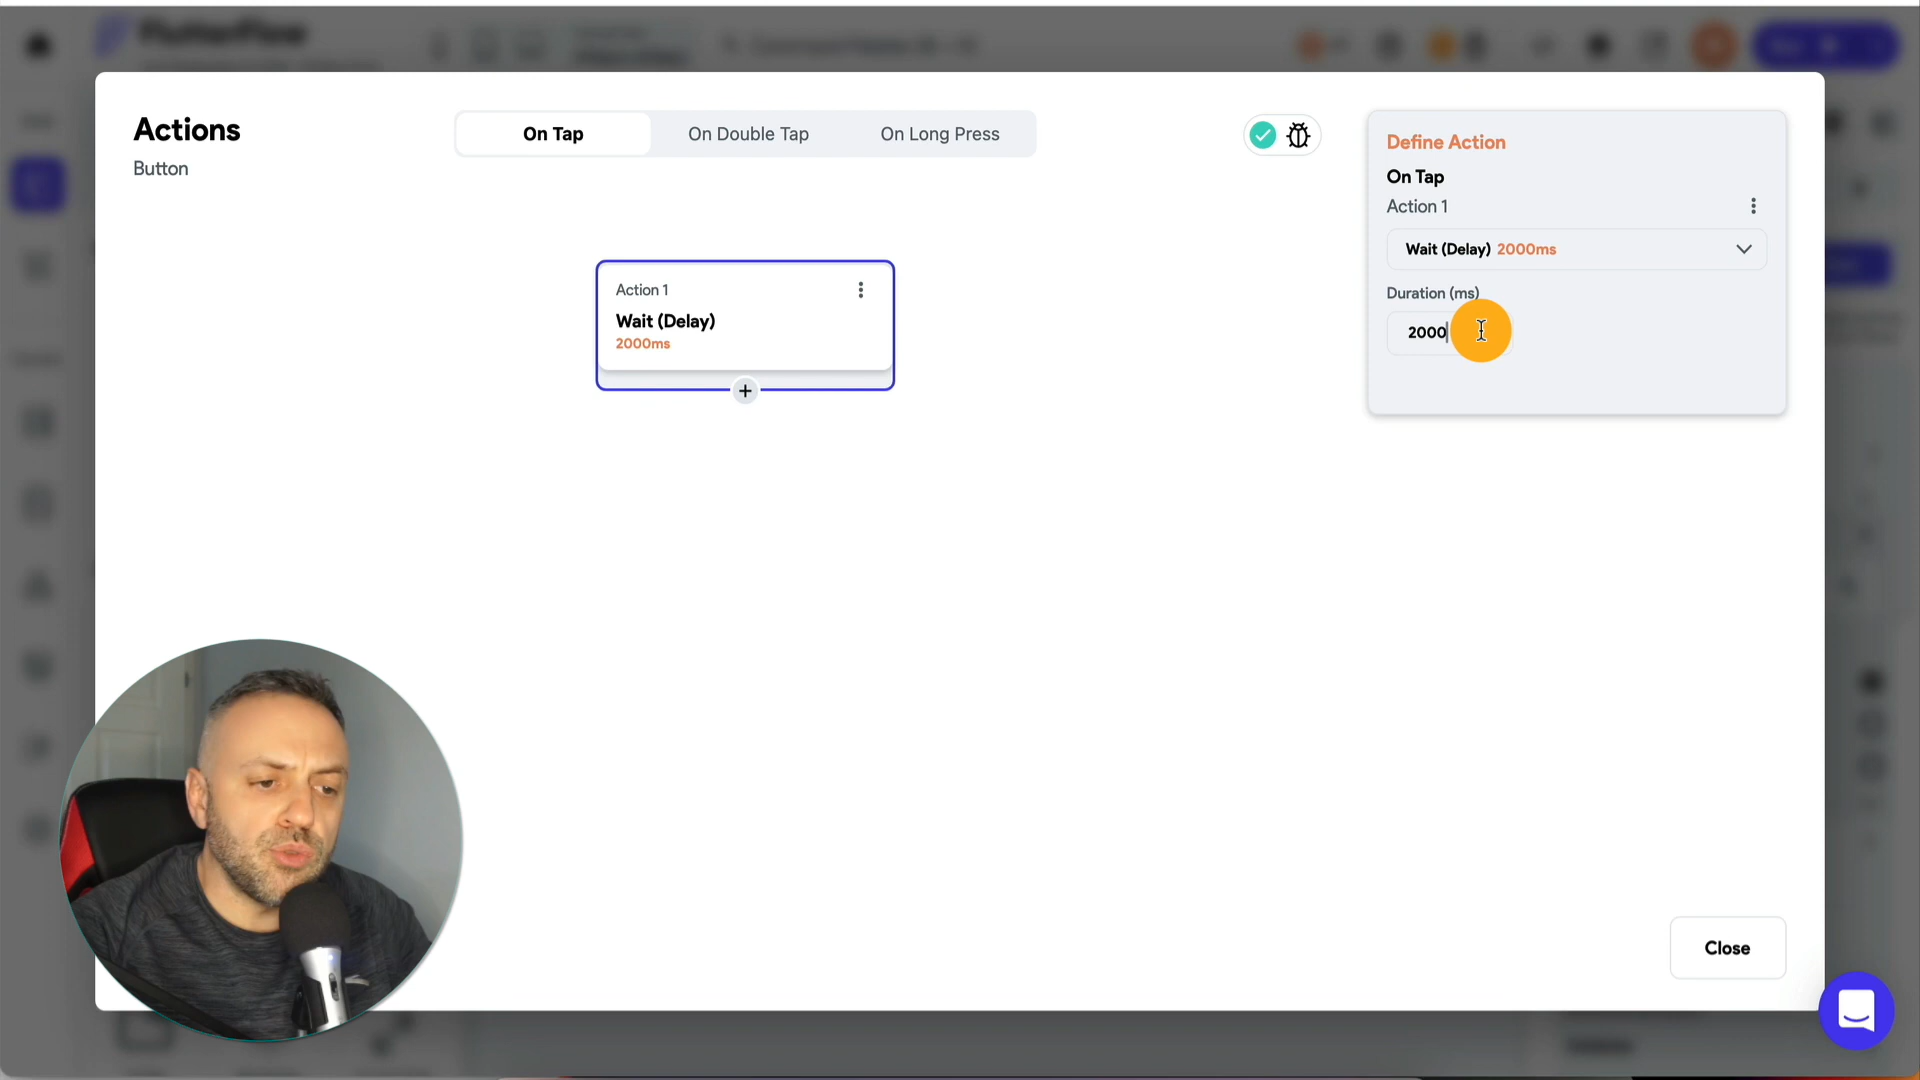 FlutterFlow
Actions
Button
On Tap
On Double Tap
On Long Press
Action 1
Wait (Delay)
2000ms
+
Define Action
On Tap
Action 1
Wait (Delay) 2000ms
Duration (ms)
2000
Close